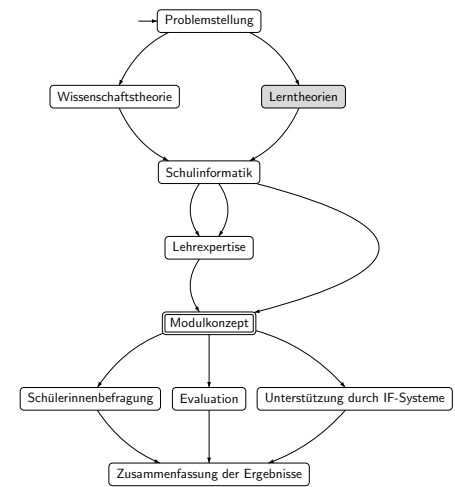 Problemstellung
Wissenschaftstheorie
Lerntheorien
Schulinformatik
Lehrexpertise
Modulkonzept
Schülerinnenbefragung
Evaluation
Unterstützung durch IF-Systeme
Zusammenfassung der Ergebnisse